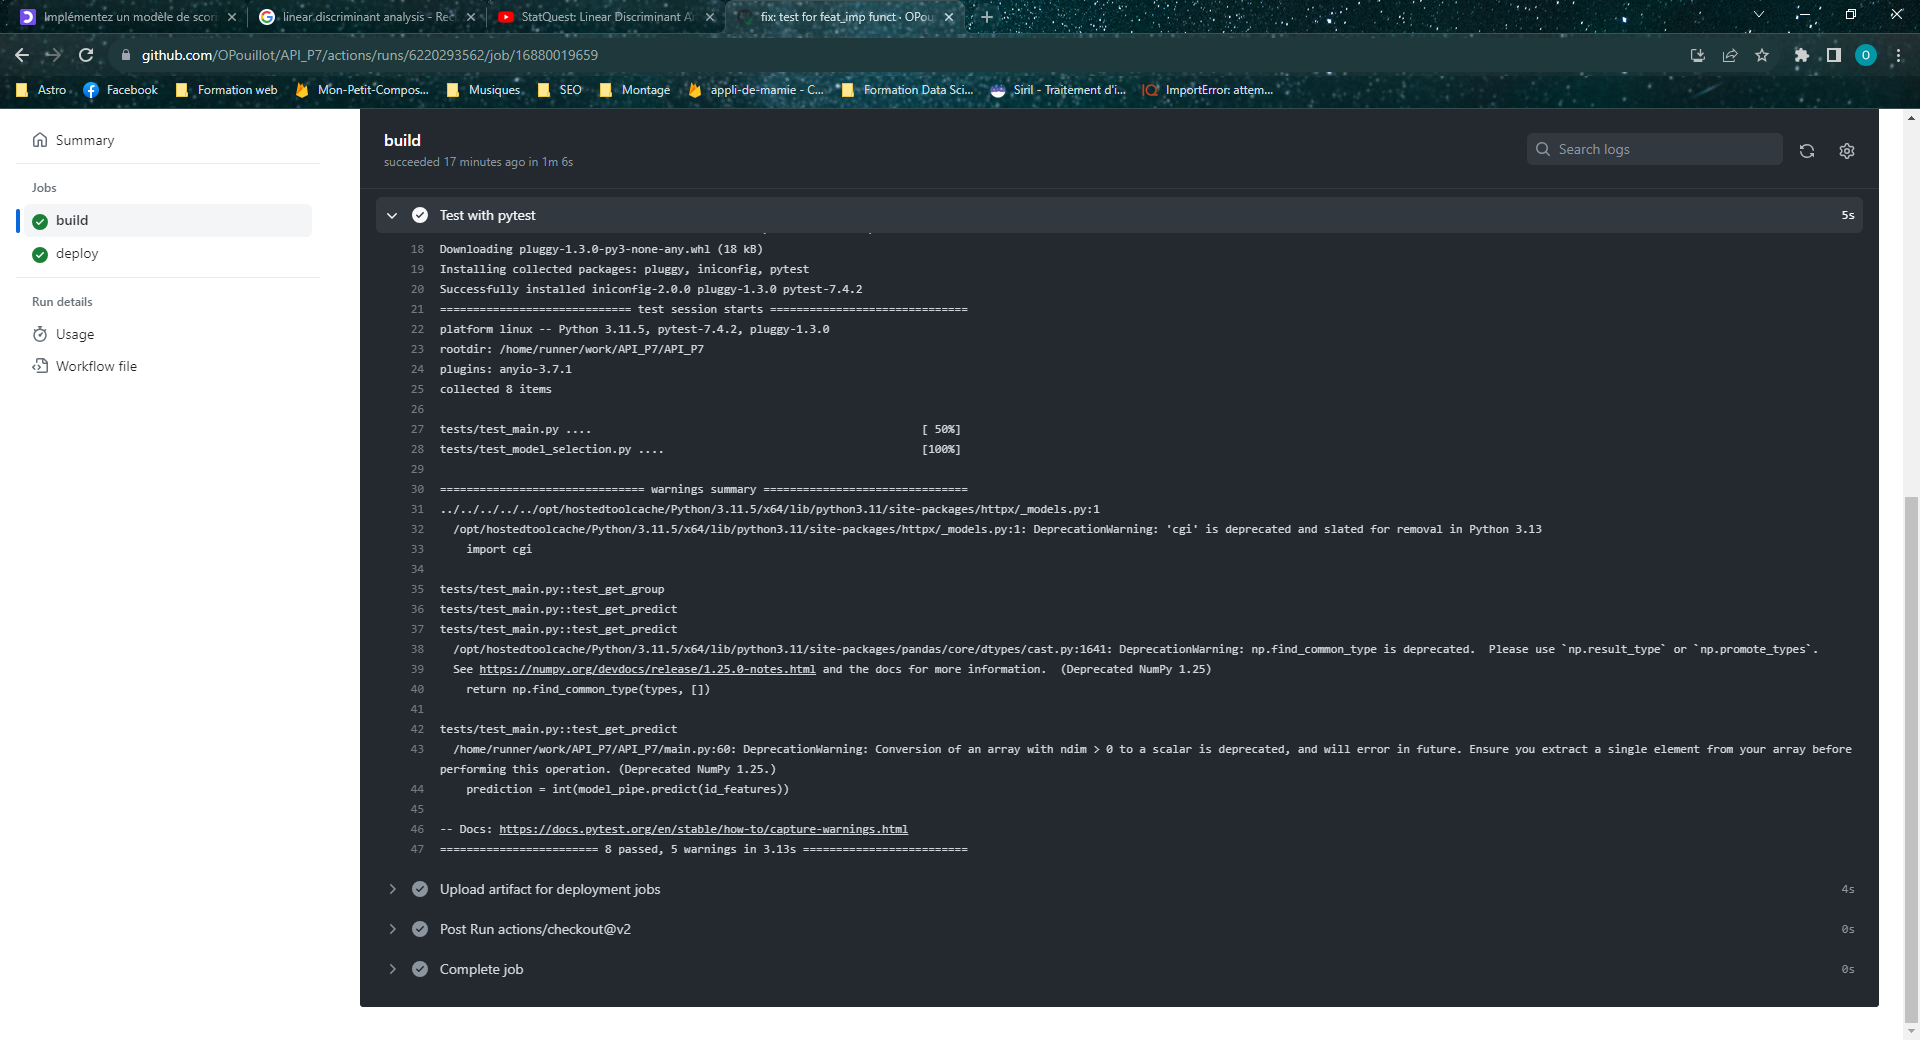 Implémentez un modèle de scor
linear discriminant analysis - Rec
StatQuest: Linear Discriminant A
fix: test for feat_imp funct · OPou
github.com/OPouillot/API_P7/actions/runs/6220293562/job/16880019659
O
Astro
Facebook
Formation web
Mon-Petit-Compos...
Musiques
SEO
Montage
appli-de-mamie - C...
Formation Data Sci...
Siril - Traitement d'i...
ImportError: attem...
Summary
Jobs
build
deploy
Run details
Usage
Workflow file
build
succeeded 17 minutes ago in 1m 6s
Search logs
Test with pytest 5s
18 Downloading pluggy-1.3.0-py3-none-any.whl (18 kB)
19 Installing collected packages: pluggy, iniconfig, pytest
20 Successfully installed iniconfig-2.0.0 pluggy-1.3.0 pytest-7.4.2
21 ============================= test session starts ==============================
22 platform linux -- Python 3.11.5, pytest-7.4.2, pluggy-1.3.0
23 rootdir: /home/runner/work/API_P7/API_P7
24 plugins: anyio-3.7.1
25 collected 8 items
26
27 tests/test_main.py .... [ 50%]
28 tests/test_model_selection.py .... [100%]
29
30 =============================== warnings summary ===============================
31 ../../../../../opt/hostedtoolcache/Python/3.11.5/x64/lib/python3.11/site-packages/httpx/_models.py:1
32 /opt/hostedtoolcache/Python/3.11.5/x64/lib/python3.11/site-packages/httpx/_models.py:1: DeprecationWarning: 'cgi' is deprecated and slated for removal in Python 3.13
33 import cgi
34
35 tests/test_main.py::test_get_group
36 tests/test_main.py::test_get_predict
37 tests/test_main.py::test_get_predict
38 /opt/hostedtoolcache/Python/3.11.5/x64/lib/python3.11/site-packages/pandas/core/dtypes/cast.py:1641: DeprecationWarning: np.find_common_type is deprecated.  Please use `np.result_type` or `np.promote_types`.
39 See https://numpy.org/devdocs/release/1.25.0-notes.html and the docs for more information.  (Deprecated NumPy 1.25)
40 return np.find_common_type(types, [])
41
42 tests/test_main.py::test_get_predict
43 /home/runner/work/API_P7/API_P7/main.py:60: DeprecationWarning: Conversion of an array with ndim > 0 to a scalar is deprecated, and will error in future. Ensure you extract a single element from your array before
performing this operation. (Deprecated NumPy 1.25.)
44 prediction = int(model_pipe.predict(id_features))
45
46 -- Docs: https://docs.pytest.org/en/stable/how-to/capture-warnings.html
47 ======================== 8 passed, 5 warnings in 3.13s =========================
Upload artifact for deployment jobs 4s
Post Run actions/checkout@v2 0s
Complete job 0s